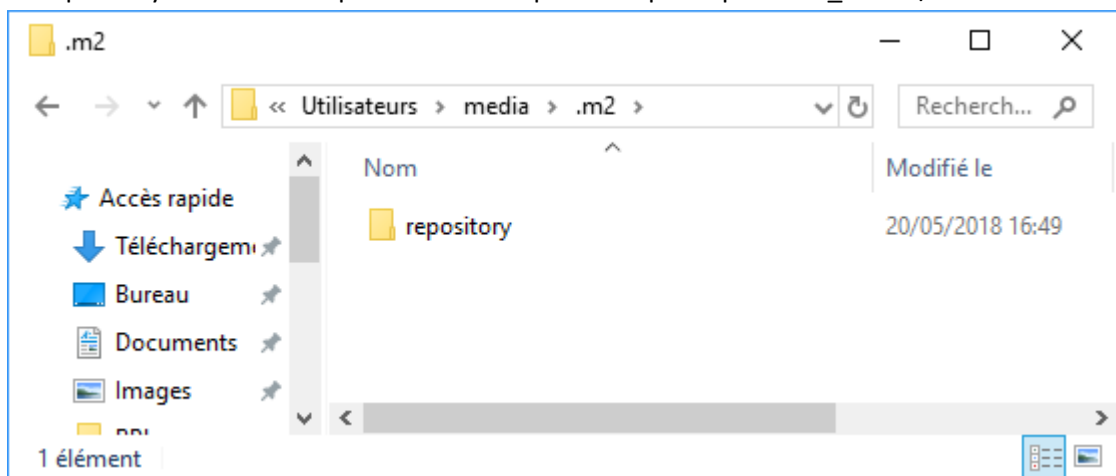 .m2
« Utilisateurs > media > .m2 >
Recherch...
Nom
Modifié le
Accès rapide
Téléchargem
repository
20/05/2018 16:49
Bureau
Documents
Images
1 élément